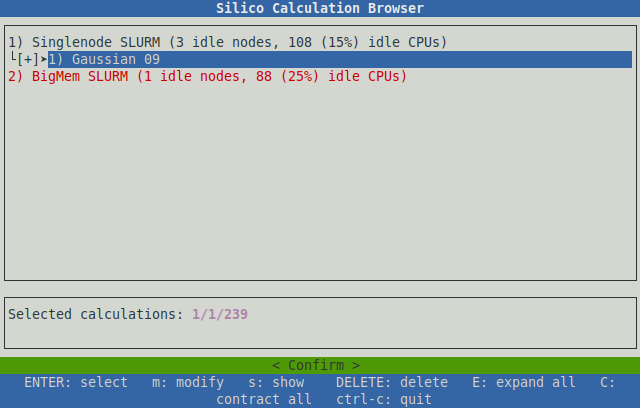 Silico Calculation Browser
1) Singlenode SLURM (3 idle nodes, 108 (15%) idle CPUs)
└[+]➤1) Gaussian 09
2) BigMem SLURM (1 idle nodes, 88 (25%) idle CPUs)
Selected calculations: 1/1/239
< Confirm >
ENTER: select m: modify s: show DELETE: delete E: expand all C:
contract all ctrl-c: quit